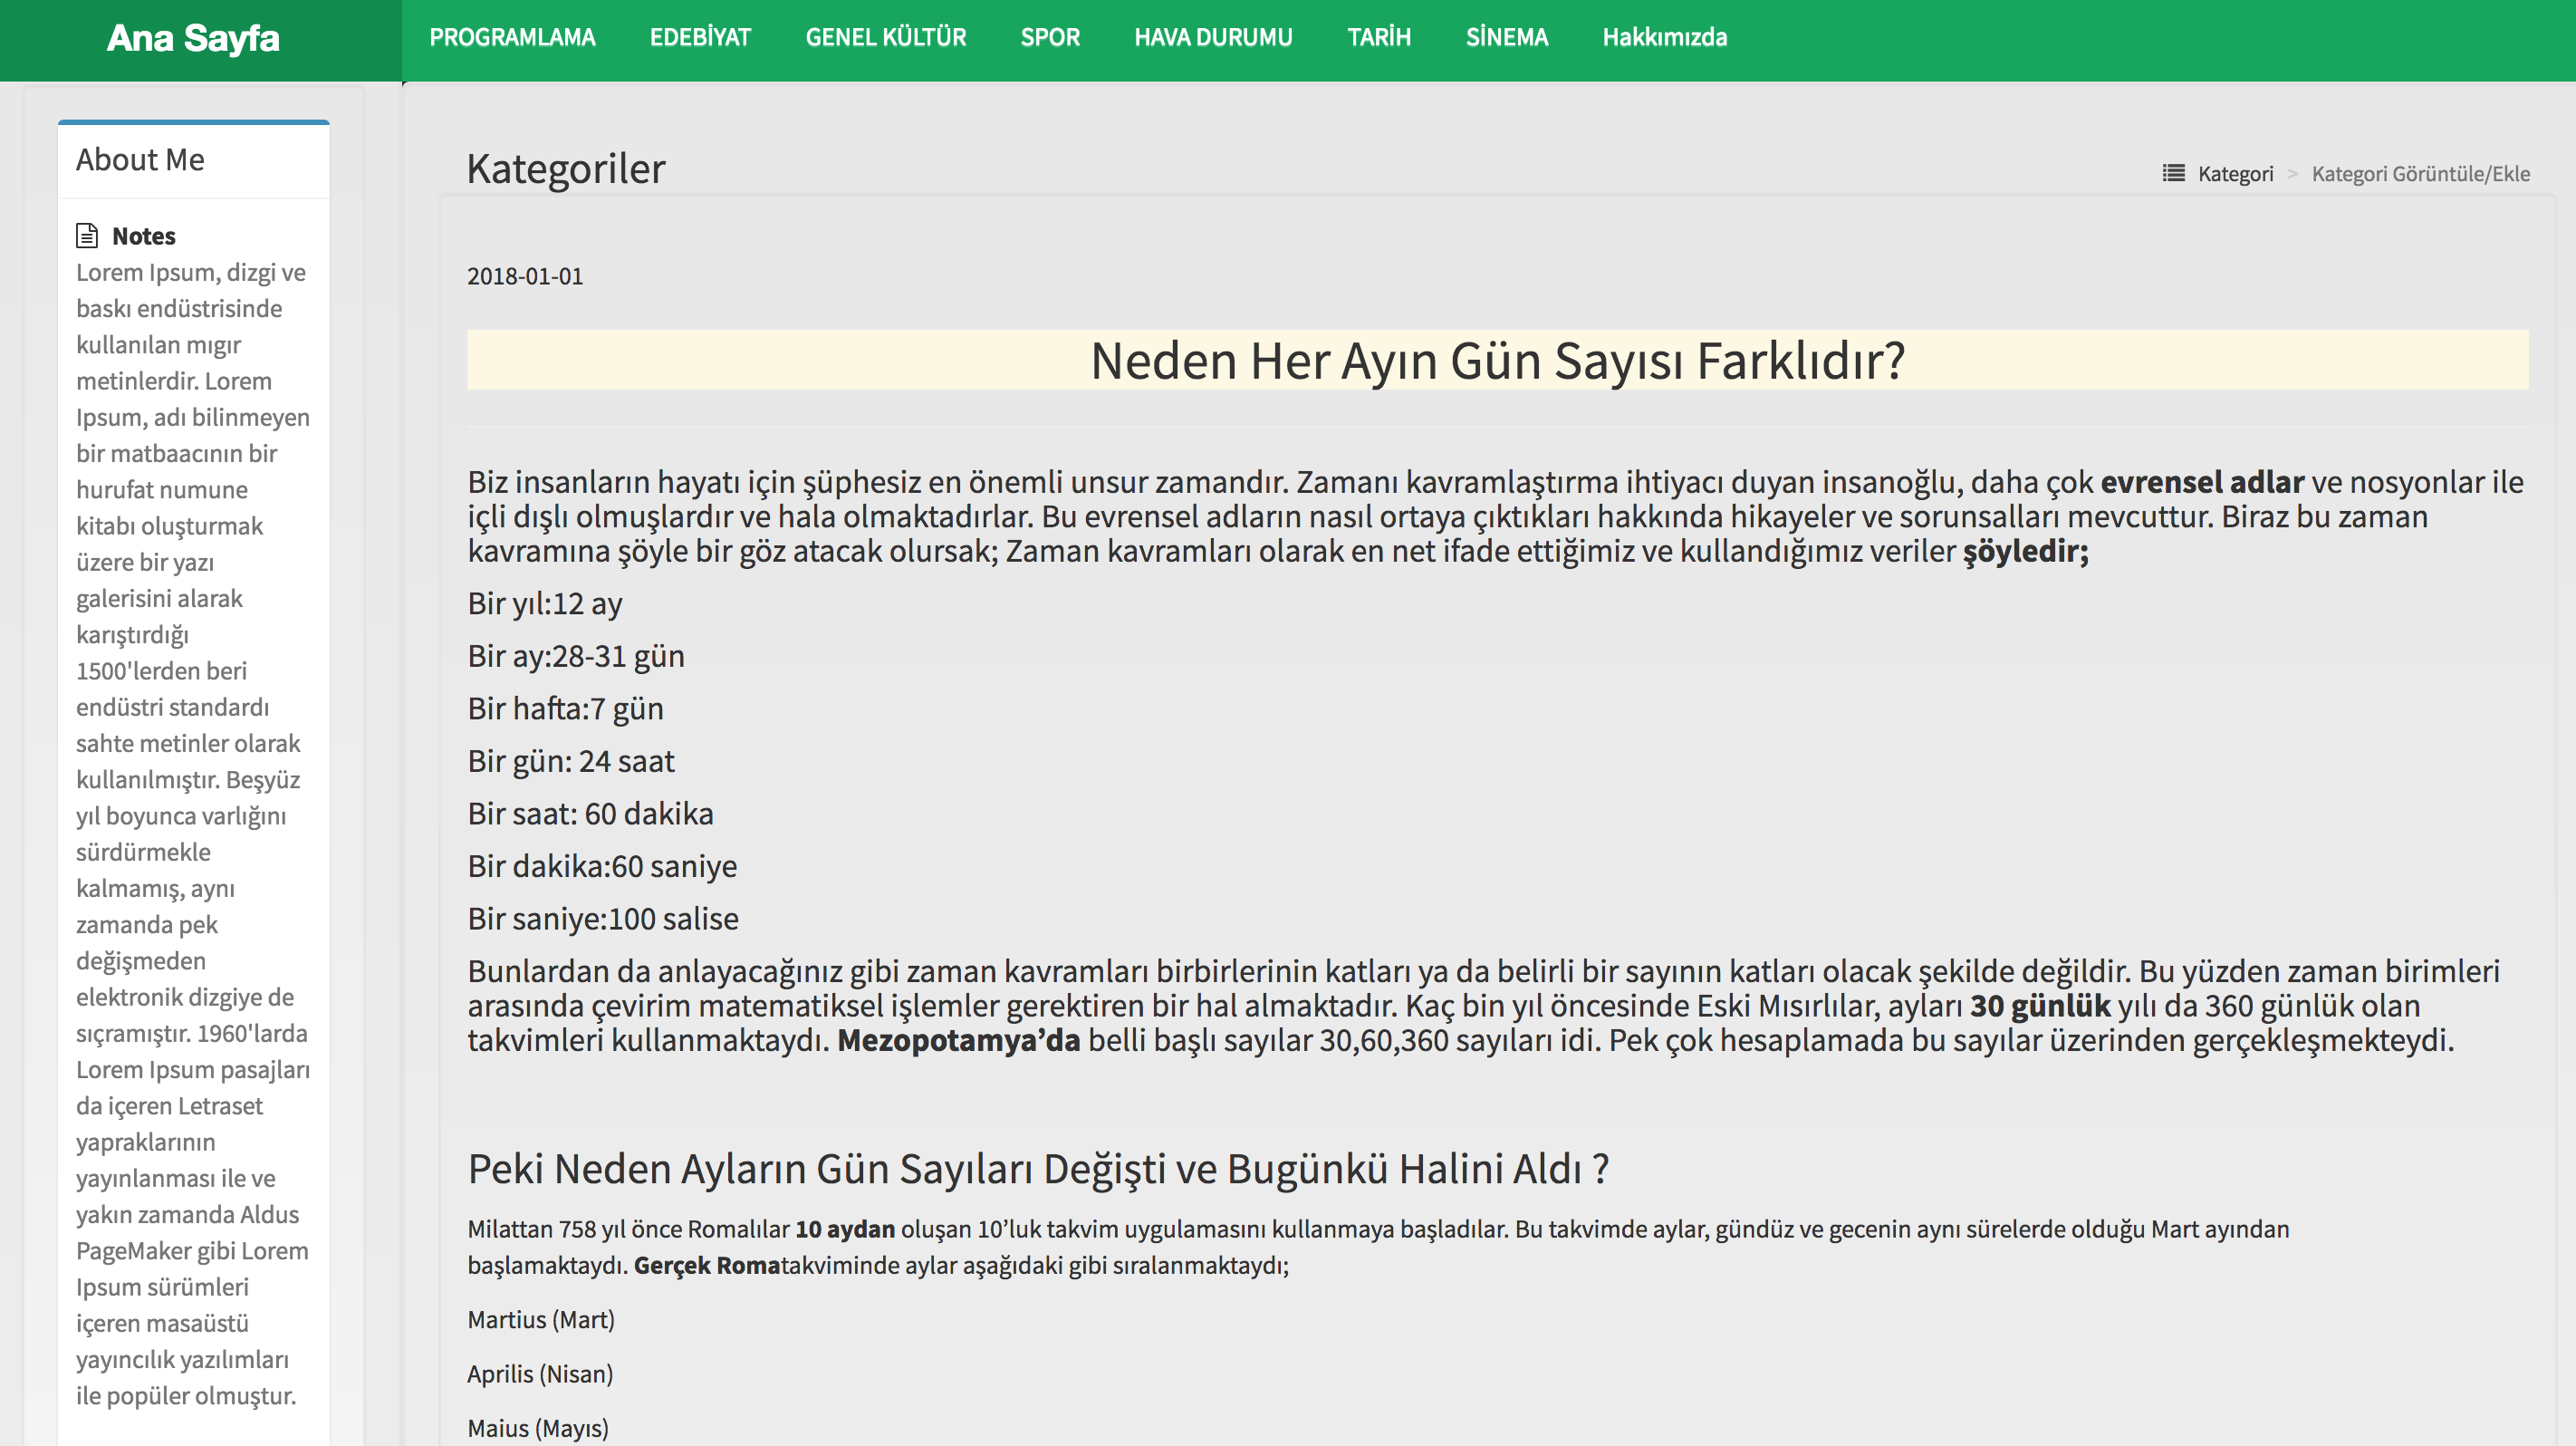 Ana Sayfa
PROGRAMLAMA EDEBİYAT GENEL KÜLTÜR SPOR HAVA DURUMU TARİH SİNEMA Hakkımızda
About Me
Notes
Lorem Ipsum, dizgi ve
baskı endüstrisinde
kullanılan mıgır
metinlerdir. Lorem
Ipsum, adı bilinmeyen
bir matbaacının bir
hurufat numune
kitabı oluşturmak
üzere bir yazı
galerisini alarak
karıştırdığı
1500'lerden beri
endüstri standardı
sahte metinler olarak
kullanılmıştır. Beşyüz
yıl boyunca varlığını
sürdürmekle
kalmamış, aynı
zamanda pek
değişmeden
elektronik dizgiye de
sıçramıştır. 1960'larda
Lorem Ipsum pasajları
da içeren Letraset
yapraklarının
yayınlanması ile ve
yakın zamanda Aldus
PageMaker gibi Lorem
Ipsum sürümleri
içeren masaüstü
yayıncılık yazılımları
ile popüler olmuştur.
Kategoriler
Kategori > Kategori Görüntüle/Ekle
2018-01-01
Neden Her Ayın Gün Sayısı Farklıdır?
Biz insanların hayatı için şüphesiz en önemli unsur zamandır. Zamanı kavramlaştırma ihtiyacı duyan insanoğlu, daha çok evrensel adlar ve nosyonlar ile
içli dışlı olmuşlardır ve hala olmaktadırlar. Bu evrensel adların nasıl ortaya çıktıkları hakkında hikayeler ve sorunsalları mevcuttur. Biraz bu zaman
kavramına şöyle bir göz atacak olursak; Zaman kavramları olarak en net ifade ettiğimiz ve kullandığımız veriler şöyledir;
Bir yıl:12 ay
Bir ay:28-31 gün
Bir hafta:7 gün
Bir gün: 24 saat
Bir saat: 60 dakika
Bir dakika:60 saniye
Bir saniye:100 salise
Bunlardan da anlayacağınız gibi zaman kavramları birbirlerinin katları ya da belirli bir sayının katları olacak şekilde değildir. Bu yüzden zaman birimleri
arasında çevirim matematiksel işlemler gerektiren bir hal almaktadır. Kaç bin yıl öncesinde Eski Mısırlılar, ayları 30 günlük yılı da 360 günlük olan
takvimleri kullanmaktaydı. Mezopotamya’da belli başlı sayılar 30,60,360 sayıları idi. Pek çok hesaplamada bu sayılar üzerinden gerçekleşmekteydi.
Peki Neden Ayların Gün Sayıları Değişti ve Bugünkü Halini Aldı ?
Milattan 758 yıl önce Romalılar 10 aydan oluşan 10’luk takvim uygulamasını kullanmaya başladılar. Bu takvimde aylar, gündüz ve gecenin aynı sürelerde olduğu Mart ayından
başlamaktaydı. Gerçek Romatakviminde aylar aşağıdaki gibi sıralanmaktaydı;
Martius (Mart)
Aprilis (Nisan)
Maius (Mayıs)